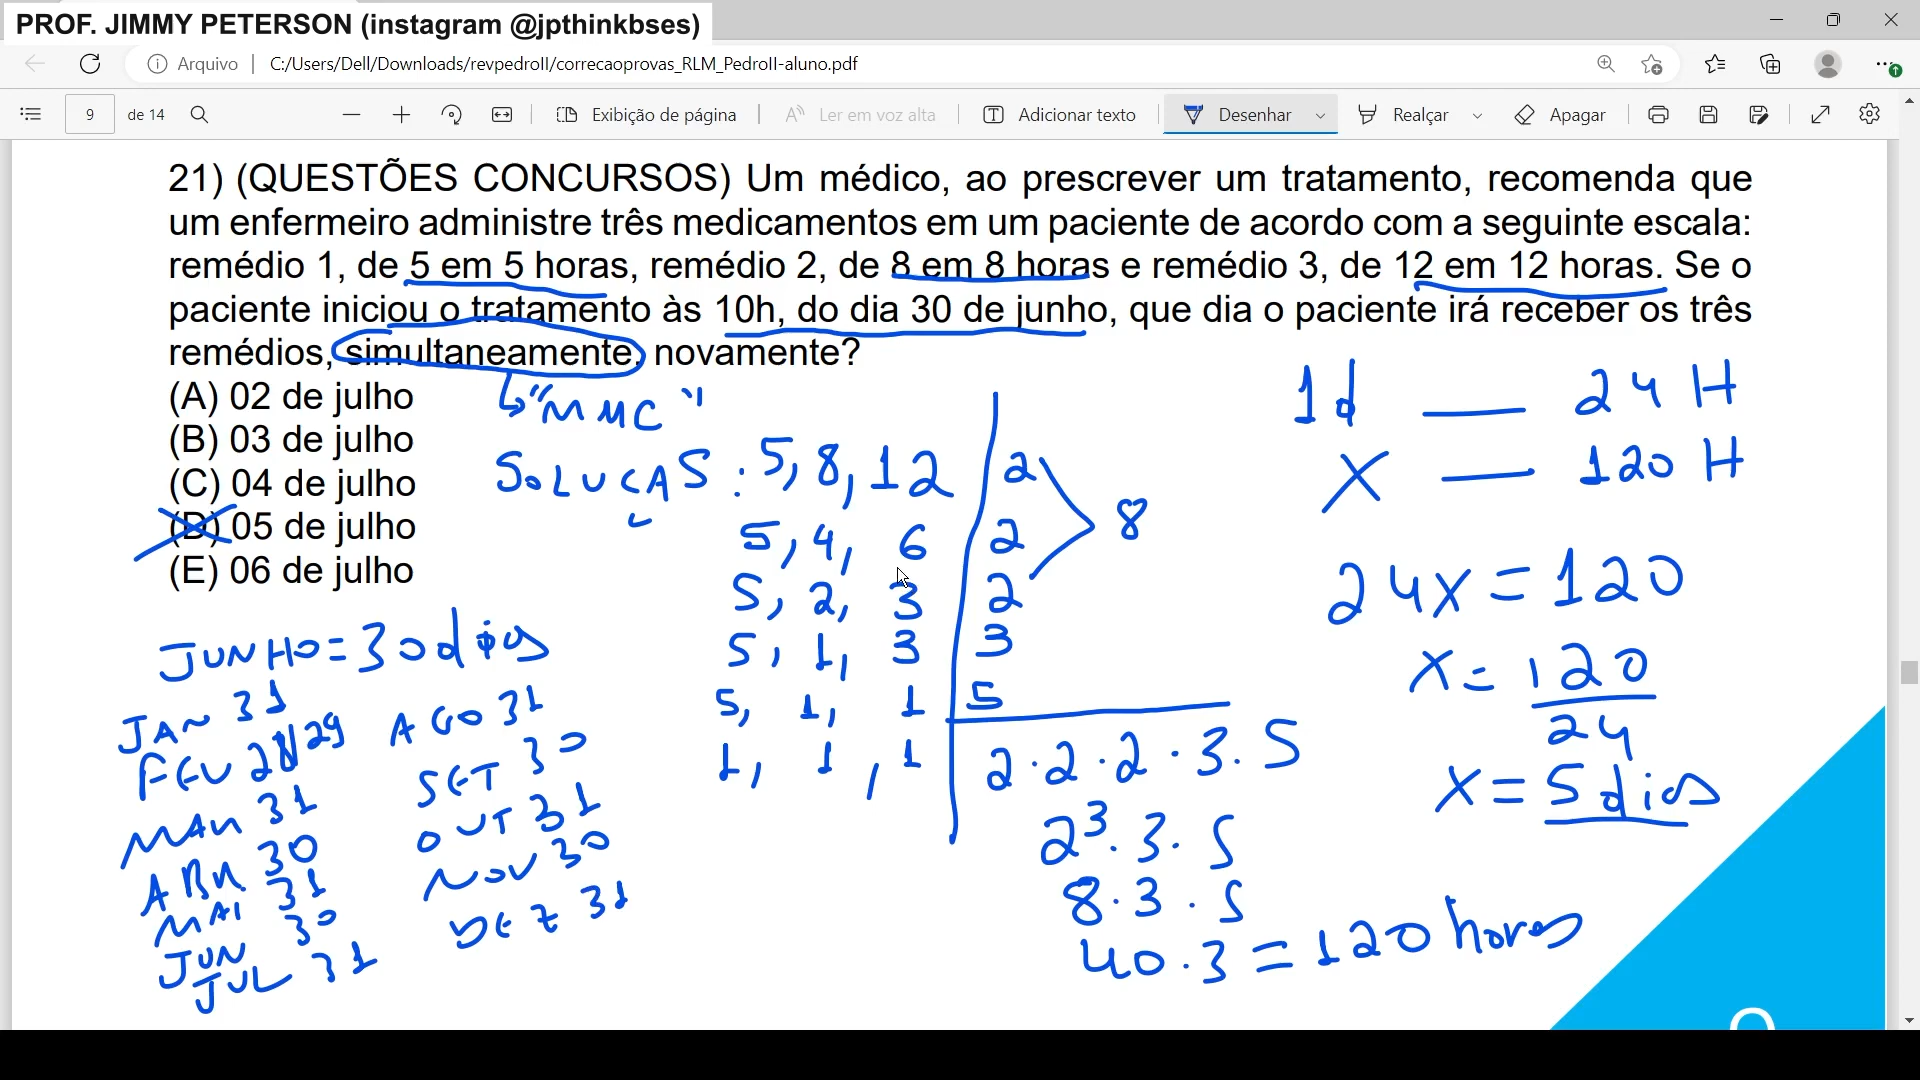 PROF. JIMMY PETERSON (instagram @jpthinkbses)
Arquivo C:/Users/Dell/Downloads/revpedroII/correcaoprovas_RLM_PedroII-aluno.pdf
9 de 14 Exibição de página Ler em voz alta Adicionar texto Desenhar Realçar Apagar
21) (QUESTÕES CONCURSOS) Um médico, ao prescrever um tratamento, recomenda que
um enfermeiro administre três medicamentos em um paciente de acordo com a seguinte escala:
remédio 1, de 5 em 5 horas, remédio 2, de 8 em 8 horas e remédio 3, de 12 em 12 horas. Se o
paciente iniciou o tratamento às 10h, do dia 30 de junho, que dia o paciente irá receber os três
remédios, simultaneamente, novamente?
(A) 02 de julho
(B) 03 de julho
(C) 04 de julho
(D) 05 de julho
(E) 06 de julho
"MMC"
SOLUÇAS : 5, 8, 12 2
5, 4, 6 2
5, 2, 3 2
5, 1, 3 3
5, 1, 1 5
1, 1, 1 2·2·2·3·5
8
2³·3·5
8·3·5
40·3 = 120 horas
1d — 24 H
X — 120 H
24X = 120
X = 120
24
X = 5 dias
JUNHO = 30 dias
JAN 31
FEV 28/29
MAR 31
ABR 30
MAI 31
JUN 30
JUL 31
AGO 31
SET 30
OUT 31
NOV 30
DEZ 31
9